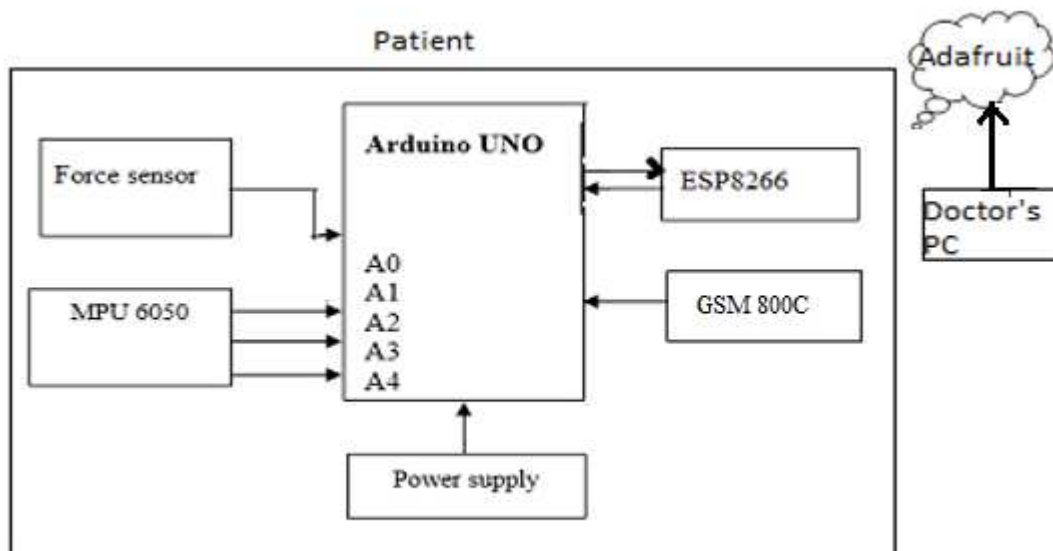 Patient
Adafruit
Arduino UNO
Force sensor
ESP8266
Doctor's
PC
A0
A1
A2
A3
A4
MPU 6050
GSM 800C
Power supply